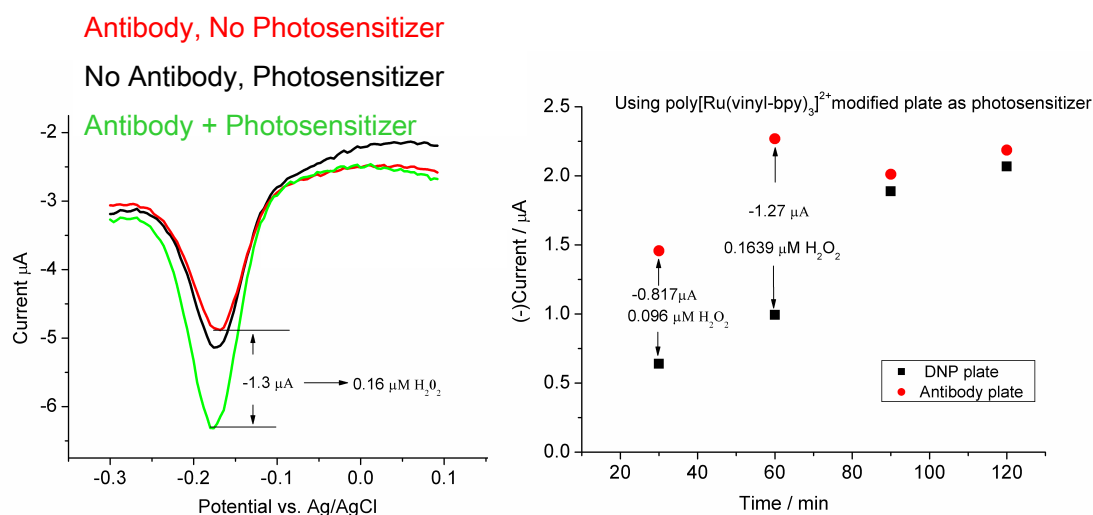 Antibody, No Photosensitizer
No Antibody, Photosensitizer
Antibody + Photosensitizer
-2
-3
-4
-5
-6
Current µA
-1.3 µA
0.16 µM H₂0₂
-0.3
-0.2
-0.1
0.0
0.1
Potential vs. Ag/AgCl
Using poly[Ru(vinyl-bpy)₃]²⁺modified plate as photosensitizer
2.5
2.0
1.5
1.0
0.5
0.0
(-)Current / µA
-1.27 µA
0.1639 µM H₂O₂
-0.817µA
0.096 µM H₂O₂
DNP plate
Antibody plate
20
40
60
80
100
120
Time / min